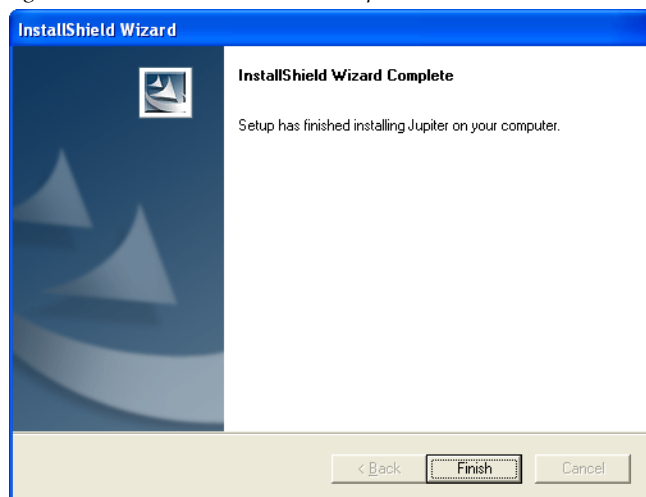 InstallShield Wizard
InstallShield Wizard Complete
Setup has finished installing Jupiter on your computer.
< Back
Finish
Cancel